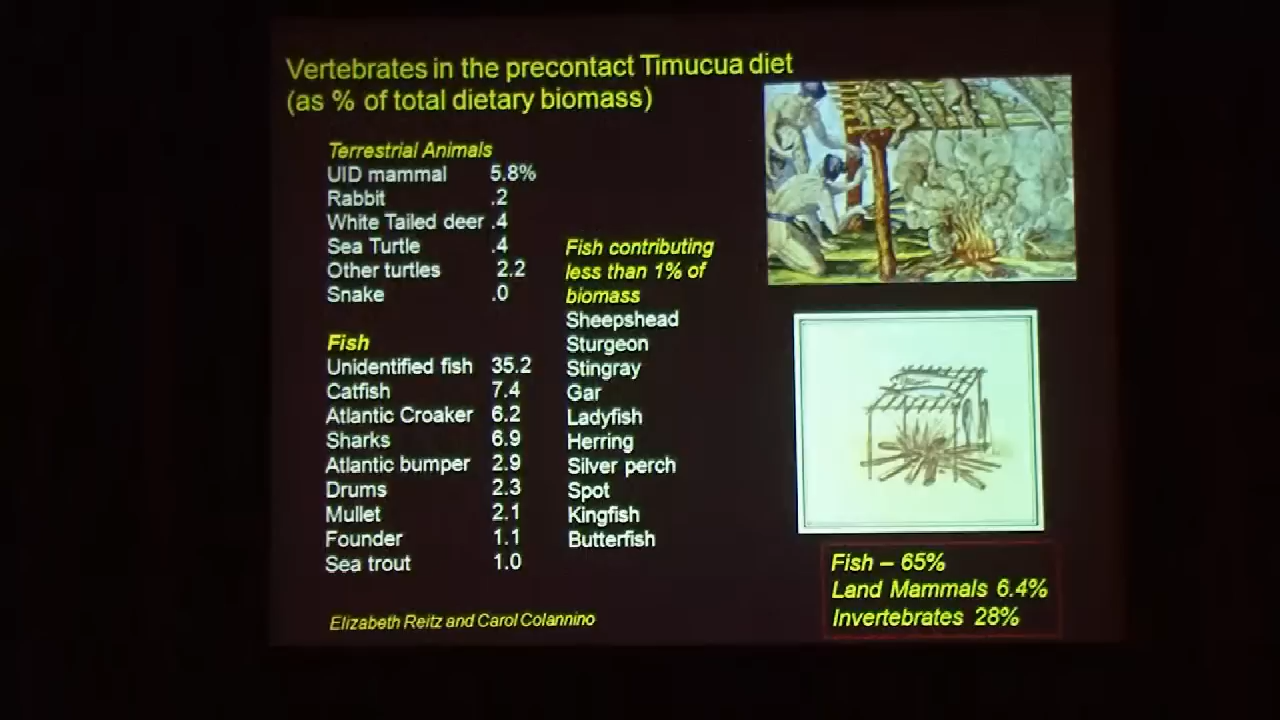 Vertebrates in the precontact Timucua diet
(as % of total dietary biomass)
Terrestrial Animals
UID mammal 5.8%
Rabbit .2
White Tailed deer .4
Sea Turtle .4
Other turtles 2.2
Snake .0
Fish
Unidentified fish 35.2
Catfish 7.4
Atlantic Croaker 6.2
Sharks 6.9
Atlantic bumper 2.9
Drums 2.3
Mullet 2.1
Founder 1.1
Sea trout 1.0
Fish contributing
less than 1% of
biomass
Sheepshead
Sturgeon
Stingray
Gar
Ladyfish
Herring
Silver perch
Spot
Kingfish
Butterfish
Elizabeth Reitz and Carol Colannino
Fish – 65%
Land Mammals 6.4%
Invertebrates 28%